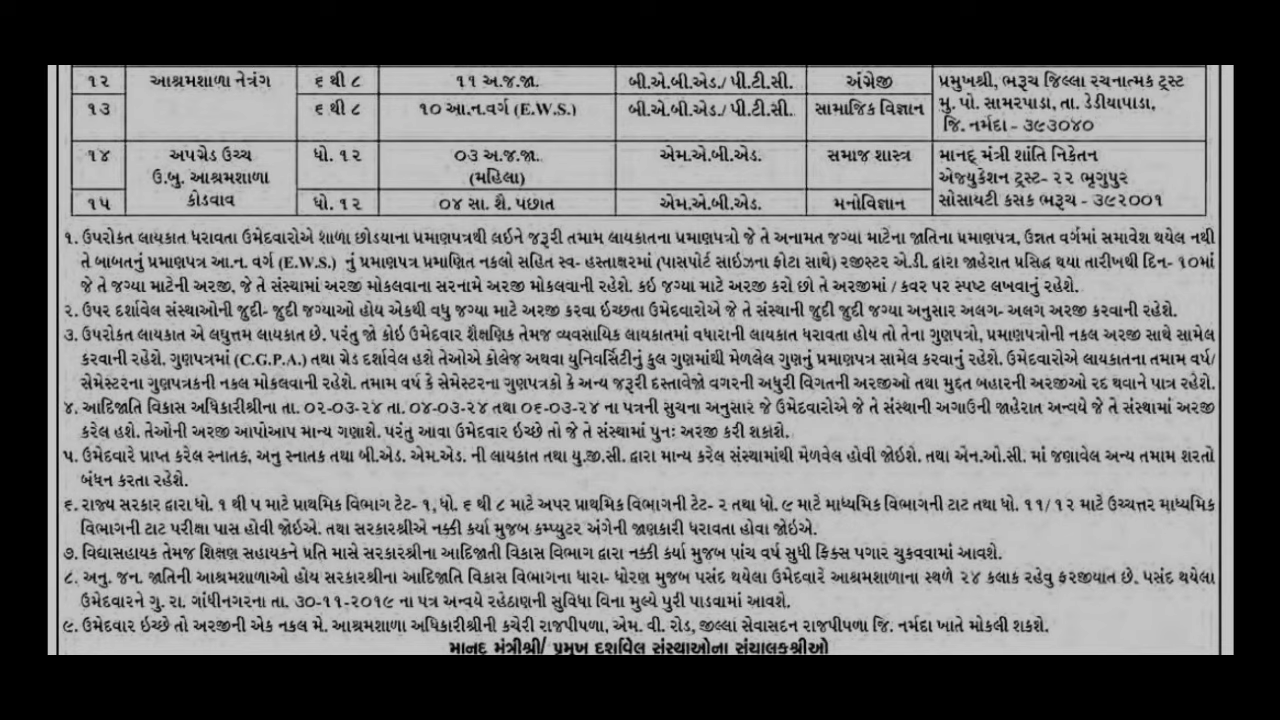 ૧૨ આશ્રમશાળા નેત્રંગ ૬ થી ૮ ૧૧ અ.જ.જા. બી.એ.બી.એડ./ પી.ટી.સી. અંગ્રેજી પ્રમુખશ્રી, ભરૂચ જિલ્લા રચનાત્મક ટ્રસ્ટ
૧૩ ૬ થી ૮ ૧૦ આ.ન.વર્ગ (E.W.S.) બી.એ.બી.એડ./ પી.ટી.સી. સામાજિક વિજ્ઞાન મુ. પો. સામરપાડા, તા. ડેડીયાપાડા,
જિ. નર્મદા - ૩૯૩૦૪૦
૧૪ અપગ્રેડ ઉચ્ચ ધો. ૧૨ ૦૩ અ.જ.જા. એમ.એ.બી.એડ. સમાજ શાસ્ત્ર માનદ્ મંત્રી શાંતિ નિકેતન
ઉ.બુ. આશ્રમશાળા (મહિલા) એજયુકેશન ટ્રસ્ટ- ૨૨ ભૃગુપુર
૧૫ કોડવાવ ધો. ૧૨ ૦૪ સા. શૈ. પછાત એમ.એ.બી.એડ. મનોવિજ્ઞાન સોસાયટી કસક ભરૂચ - ૩૯૨૦૦૧
૧. ઉપરોકત લાયકાત ધરાવતા ઉમેદવારોએ શાળા છોડયાના પ્રમાણપત્રથી લઇને જરૂરી તમામ લાયકાતના પ્રમાણપત્રો જે તે અનામત જગ્યા માટેના જાતિના પ્રમાણપત્ર, ઉન્નત વર્ગમાં સમાવેશ થયેલ નથી
તે બાબતનું પ્રમાણપત્ર આ.ન. વર્ગ (E.W.S.) નું પ્રમાણપત્ર પ્રમાણિત નકલો સહિત સ્વ- હસ્તાક્ષરમાં (પાસપોર્ટ સાઇઝના ફોટા સાથે) રજીસ્ટર એ.ડી. દ્વારા જાહેરાત પ્રસિદ્ધ થયા તારીખથી દિન- ૧૦માં
જે તે જગ્યા માટેની અરજી, જે તે સંસ્થામાં અરજી મોકલવાના સરનામે અરજી મોકલવાની રહેશે. કઇ જગ્યા માટે અરજી કરો છો તે અરજીમાં / કવર પર સ્પષ્ટ લખવાનું રહેશે.
૨. ઉપર દર્શાવેલ સંસ્થાઓની જુદી- જુદી જગ્યાઓ હોય એકથી વધુ જગ્યા માટે અરજી કરવા ઇચ્છતા ઉમેદવારોએ જે તે સંસ્થાની જુદી જુદી જગ્યા અનુસાર અલગ- અલગ અરજી કરવાની રહેશે.
૩. ઉપરોકત લાયકાત એ લઘુત્તમ લાયકાત છે. પરંતુ જો કોઇ ઉમેદવાર શૈક્ષણિક તેમજ વ્યવસાયિક લાયકાતમાં વધારાની લાયકાત ધરાવતા હોય તો તેના ગુણપત્રો, પ્રમાણપત્રોની નકલ અરજી સાથે સામેલ
કરવાની રહેશે. ગુણપત્રમાં (C.G.P.A.) તથા ગ્રેડ દર્શાવેલ હશે તેઓએ કોલેજ અથવા યુનિવર્સિટીનું કુલ ગુણમાંથી મેળલેલ ગુણનું પ્રમાણપત્ર સામેલ કરવાનું રહેશે. ઉમેદવારોએ લાયકાતના તમામ વર્ષ/
સેમેસ્ટરના ગુણપત્રકની નકલ મોકલવાની રહેશે. તમામ વર્ષ કે સેમેસ્ટરના ગુણપત્રકો કે અન્ય જરૂરી દસ્તાવેજો વગરની અધુરી વિગતની અરજીઓ તથા મુદ્દત બહારની અરજીઓ રદ થવાને પાત્ર રહેશે.
૪. આદિજાતિ વિકાસ અધિકારીશ્રીના તા. ૦૨-૦૩-૨૪ તા. ૦૪-૦૩-૨૪ તથા ૦૬-૦૩-૨૪ ના પત્રની સુચના અનુસાર જે ઉમેદવારોએ જે તે સંસ્થાની અગાઉની જાહેરાત અન્વયે જે તે સંસ્થામાં અરજી
કરેલ હશે. તેઓની અરજી આપોઆપ માન્ય ગણાશે. પરંતુ આવા ઉમેદવાર ઇચ્છે તો જે તે સંસ્થામાં પુનઃ અરજી કરી શકાશે.
૫. ઉમેદવારે પ્રાપ્ત કરેલ સ્નાતક, અનુ સ્નાતક તથા બી.એડ. એમ.એડ. ની લાયકાત તથા યુ.જી.સી. દ્વારા માન્ય કરેલ સંસ્થામાંથી મેળવેલ હોવી જોઇશે. તથા એન.ઓ.સી. માં જણાવેલ અન્ય તમામ શરતો
બંધન કરતા રહેશે.
૬. રાજ્ય સરકાર દ્વારા ધો. ૧ થી ૫ માટે પ્રાથમિક વિભાગ ટેટ- ૧, ધો. ૬ થી ૮ માટે અપર પ્રાથમિક વિભાગની ટેટ- ૨ તથા ધો. ૯ માટે માધ્યમિક વિભાગની ટાટ તથા ધો. ૧૧/ ૧૨ માટે ઉચ્ચત્તર માધ્યમિક
વિભાગની ટાટ પરીક્ષા પાસ હોવી જોઇએ. તથા સરકારશ્રીએ નક્કી કર્યા મુજબ કમ્પ્યુટર અંગેની જાણકારી ધરાવતા હોવા જોઇએ.
૭. વિદ્યાસહાયક તેમજ શિક્ષણ સહાયકને પ્રતિ માસે સરકારશ્રીના આદિજાતી વિકાસ વિભાગ દ્વારા નક્કી કર્યા મુજબ પાંચ વર્ષ સુધી ફિક્સ પગાર ચુકવવામાં આવશે.
૮. અનુ. જન. જાતિની આશ્રમશાળાઓ હોય સરકારશ્રીના આદિજાતિ વિકાસ વિભાગના ધારા- ધોરણ મુજબ પસંદ થયેલા ઉમેદવારે આશ્રમશાળાના સ્થળે ૨૪ કલાક રહેવુ ફરજીયાત છે. પસંદ થયેલા
ઉમેદવારને ગુ. રા. ગાંધીનગરના તા. ૩૦-૧૧-૨૦૧૯ ના પત્ર અન્વયે રહેઠાણની સુવિધા વિના મુલ્યે પુરી પાડવામાં આવશે.
૯. ઉમેદવાર ઇચ્છે તો અરજીની એક નકલ મે. આશ્રમશાળા અધિકારીશ્રીની કચેરી રાજપીપળા, એમ. વી. રોડ, જીલ્લા સેવાસદન રાજપીપળા જિ. નર્મદા ખાતે મોકલી શકશે.
માનદ્ મંત્રીશ્રી/ પ્રમુખ દર્શાવેલ સંસ્થાઓના સંચાલકશ્રીઓ